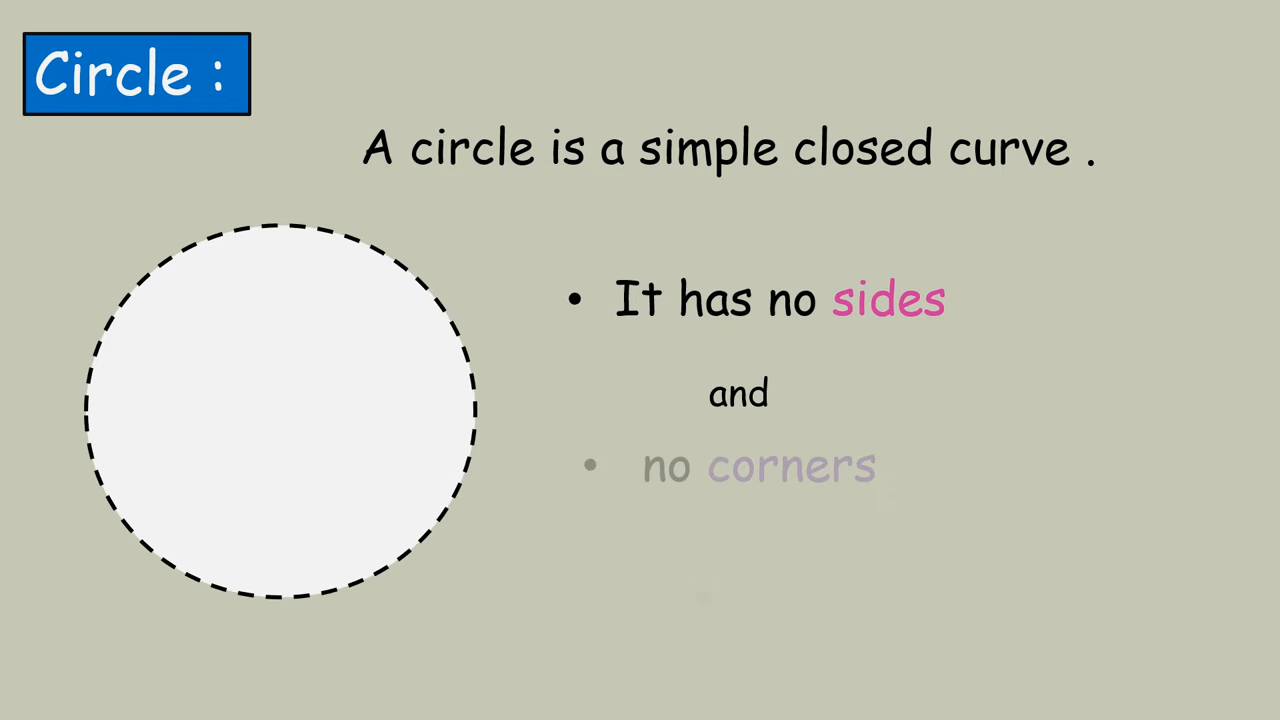 Circle :
A circle is a simple closed curve .
• It has no sides
and
• no corners